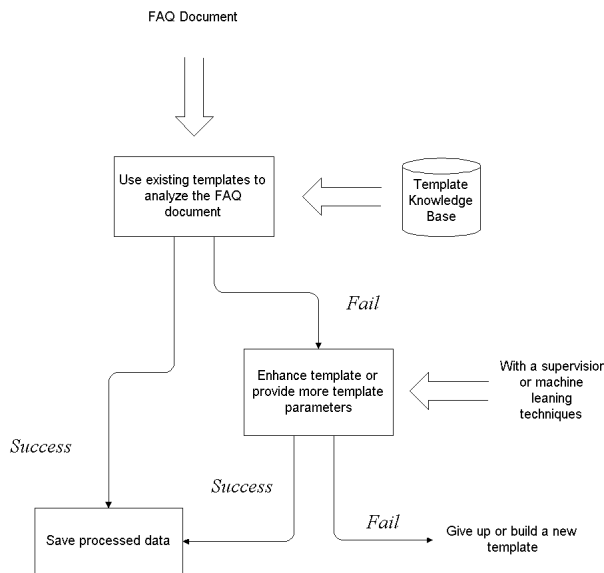 FAQ Document
Use existing templates to
analyze the FAQ
document
Template
Knowledge
Base
Fail
Enhance template or
provide more template
parameters
With a supervision
or machine
leaning
techniques
Success
Success
Fail
Save processed data
Give up or build a new
template